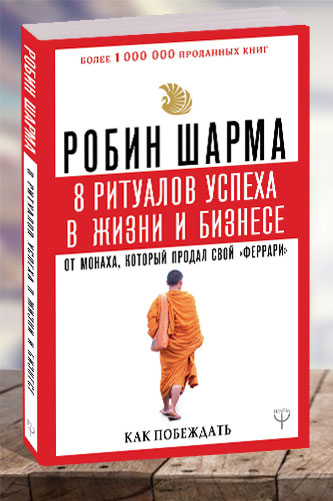 БОЛЕЕ 1 000 000 ПРОДАННЫХ КНИГ
РОБИН ШАРМА
8 РИТУАЛОВ УСПЕХА
В ЖИЗНИ И БИЗНЕСЕ
ОТ МОНАХА, КОТОРЫЙ ПРОДАЛ СВОЙ «ФЕРРАРИ»
КАК ПОБЕЖДАТЬ
РОБИН ШАРМА
8 РИТУАЛОВ УСПЕХА В ЖИЗНИ И БИЗНЕСЕ